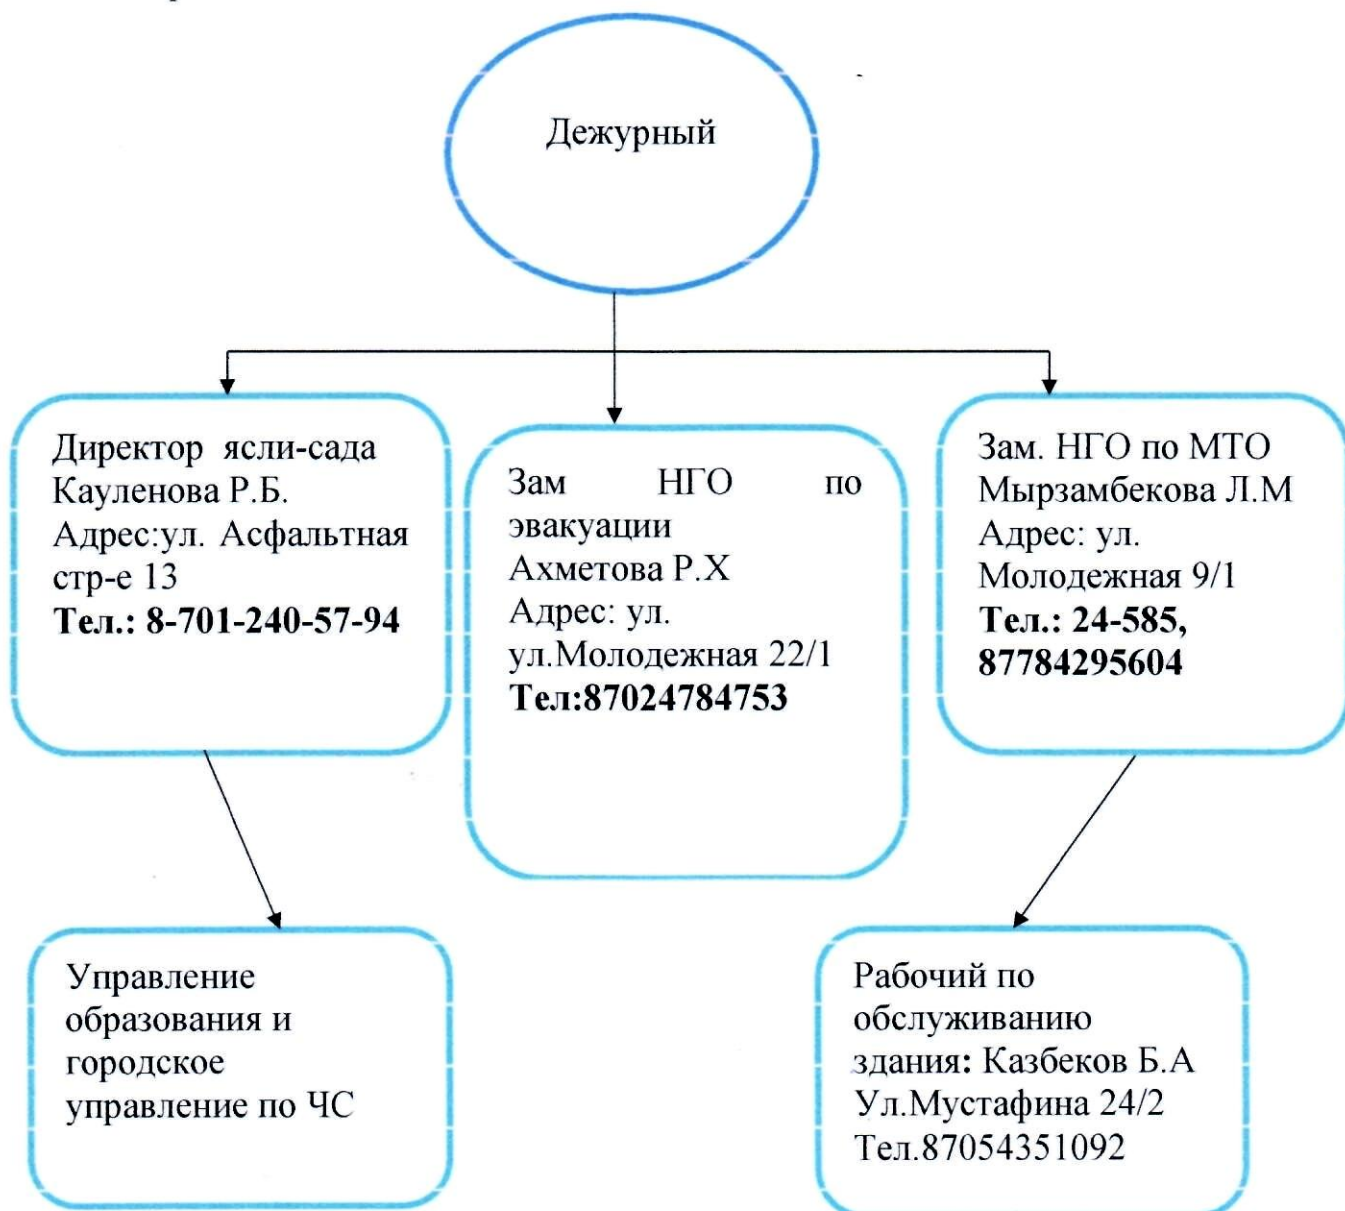 Дежурный
Директор ясли-сада
Кауленова Р.Б.
Адрес:ул. Асфальтная
стр-е 13
Тел.: 8-701-240-57-94
Зам НГО по
эвакуации
Ахметова Р.Х
Адрес: ул.
ул.Молодежная 22/1
Тел:87024784753
Зам. НГО по МТО
Мырзамбекова Л.М
Адрес: ул.
Молодежная 9/1
Тел.: 24-585,
87784295604
Управление
образования и
городское
управление по ЧС
Рабочий по
обслуживанию
здания: Казбеков Б.А
Ул.Мустафина 24/2
Тел.87054351092